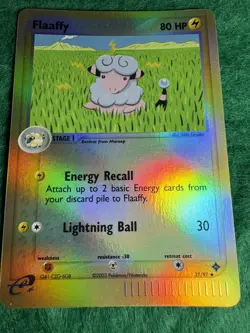 Flaaffy 80 HP
STAGE 1
Evolves from Mareep
Energy Recall
Attach up to 2 basic Energy cards from
your discard pile to Flaaffy.
Lightning Ball 30
weakness resistance -30 retreat cost
©2003 Pokémon/Nintendo